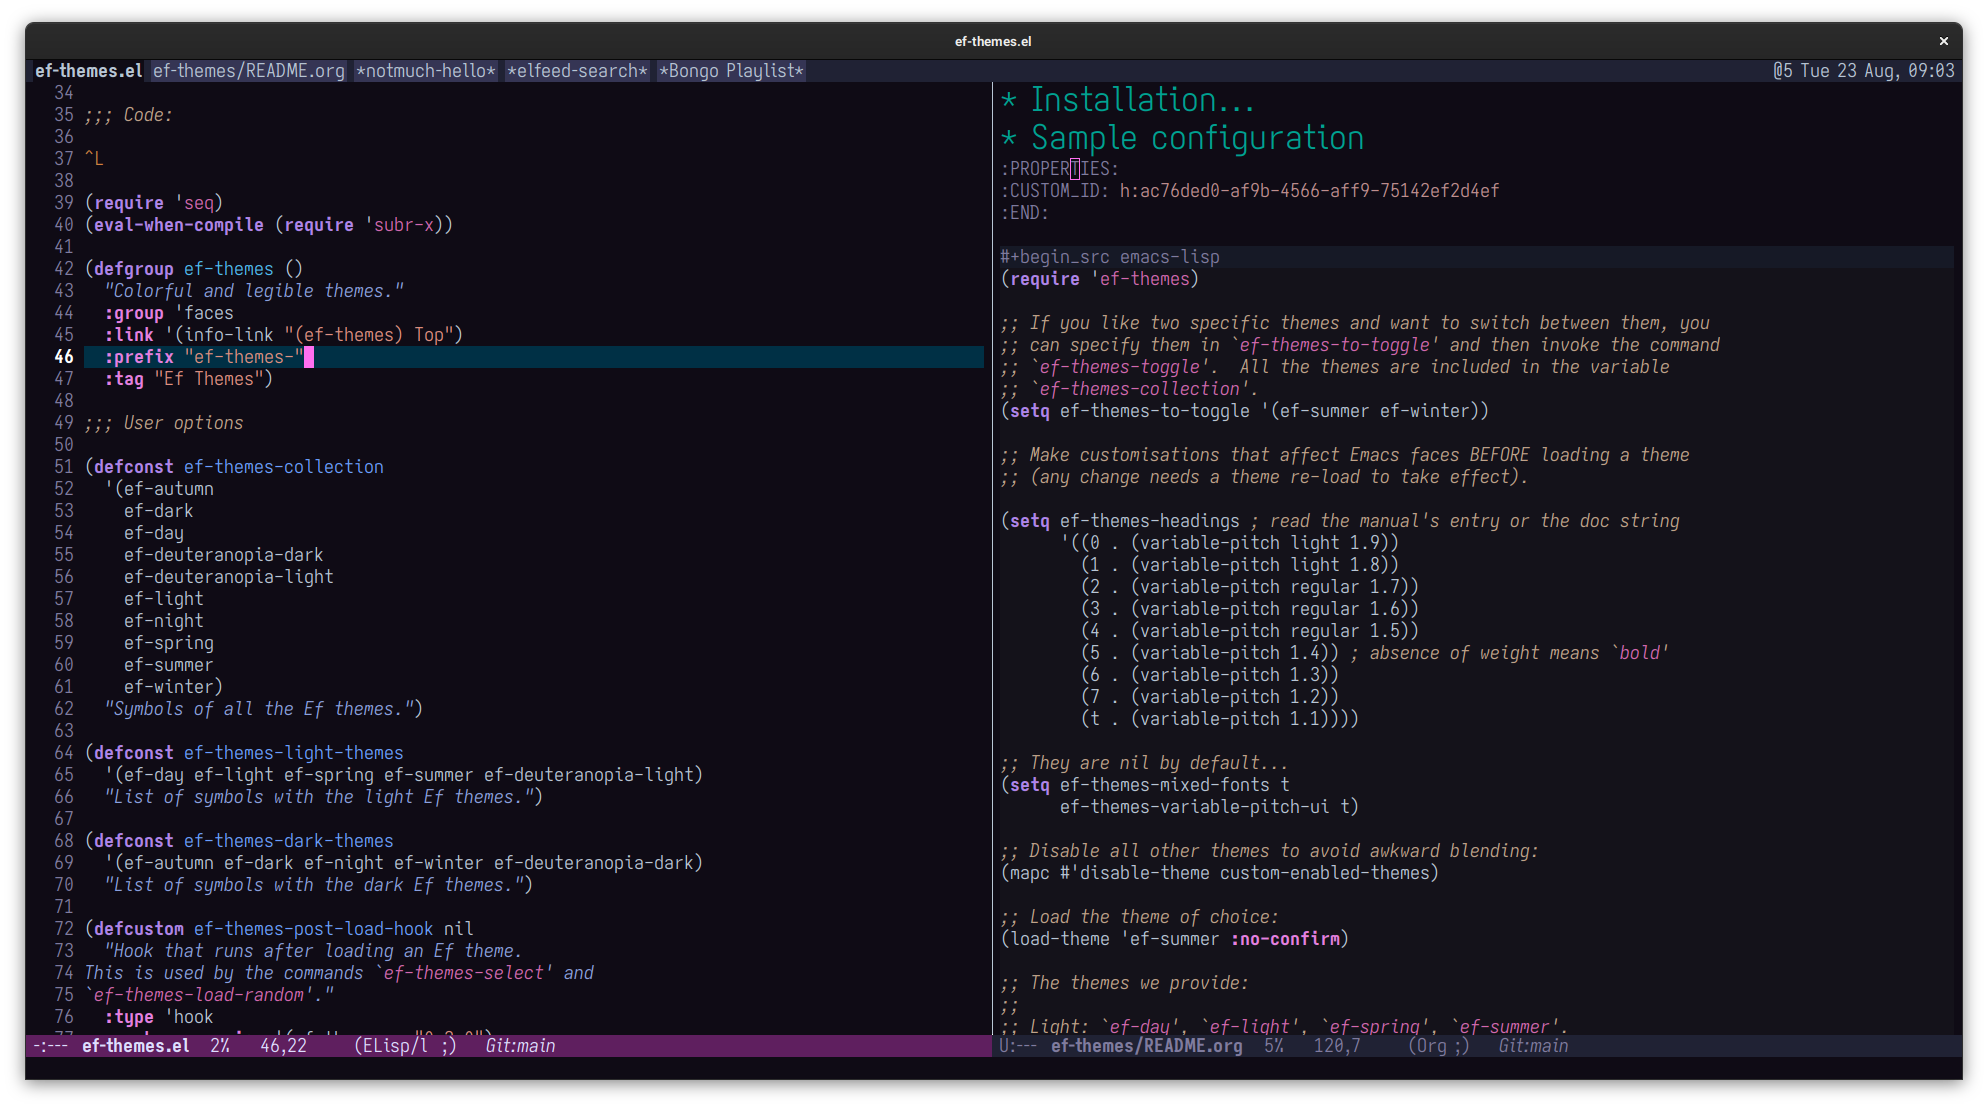 ef-themes.el
ef-themes.el ef-themes/README.org *notmuch-hello* *elfeed-search* *Bongo Playlist* @5 Tue 23 Aug, 09:03
34
35 ;;; Code:
36
37 ^L
38
39 (require 'seq)
40 (eval-when-compile (require 'subr-x))
41
42 (defgroup ef-themes ()
43   "Colorful and legible themes."
44   :group 'faces
45   :link '(info-link "(ef-themes) Top")
46   :prefix "ef-themes-"
47   :tag "Ef Themes")
48
49 ;;; User options
50
51 (defconst ef-themes-collection
52   '(ef-autumn
53     ef-dark
54     ef-day
55     ef-deuteranopia-dark
56     ef-deuteranopia-light
57     ef-light
58     ef-night
59     ef-spring
60     ef-summer
61     ef-winter)
62   "Symbols of all the Ef themes.")
63
64 (defconst ef-themes-light-themes
65   '(ef-day ef-light ef-spring ef-summer ef-deuteranopia-light)
66   "List of symbols with the light Ef themes.")
67
68 (defconst ef-themes-dark-themes
69   '(ef-autumn ef-dark ef-night ef-winter ef-deuteranopia-dark)
70   "List of symbols with the dark Ef themes.")
71
72 (defcustom ef-themes-post-load-hook nil
73   "Hook that runs after loading an Ef theme.
74 This is used by the commands `ef-themes-select' and
75 `ef-themes-load-random'."
76   :type 'hook
-:--- ef-themes.el 2% 46,22 (ELisp/l ;) Git:main
* Installation...
* Sample configuration
:PROPERTIES:
:CUSTOM_ID: h:ac76ded0-af9b-4566-aff9-75142ef2d4ef
:END:
#+begin_src emacs-lisp
(require 'ef-themes)
;; If you like two specific themes and want to switch between them, you
;; can specify them in `ef-themes-to-toggle' and then invoke the command
;; `ef-themes-toggle'.  All the themes are included in the variable
;; `ef-themes-collection'.
(setq ef-themes-to-toggle '(ef-summer ef-winter))
;; Make customisations that affect Emacs faces BEFORE loading a theme
;; (any change needs a theme re-load to take effect).
(setq ef-themes-headings ; read the manual's entry or the doc string
      '((0 . (variable-pitch light 1.9))
        (1 . (variable-pitch light 1.8))
        (2 . (variable-pitch regular 1.7))
        (3 . (variable-pitch regular 1.6))
        (4 . (variable-pitch regular 1.5))
        (5 . (variable-pitch 1.4)) ; absence of weight means `bold'
        (6 . (variable-pitch 1.3))
        (7 . (variable-pitch 1.2))
        (t . (variable-pitch 1.1))))
;; They are nil by default...
(setq ef-themes-mixed-fonts t
      ef-themes-variable-pitch-ui t)
;; Disable all other themes to avoid awkward blending:
(mapc #'disable-theme custom-enabled-themes)
;; Load the theme of choice:
(load-theme 'ef-summer :no-confirm)
;; The themes we provide:
;;
;; Light: `ef-day', `ef-light', `ef-spring', `ef-summer'.
U:--- ef-themes/README.org 5% 120,7 (Org ;) Git:main